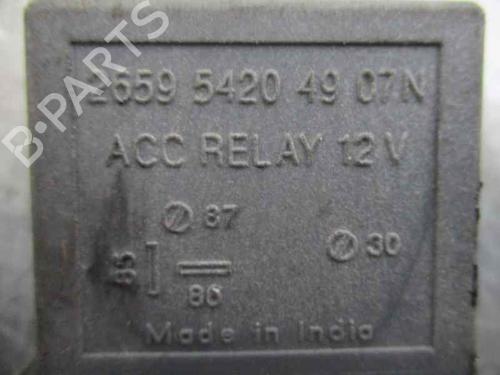 B-PARTS
2659 5420 49 07N
ACC RELAY 12 V
87
30
85
86
Made in India